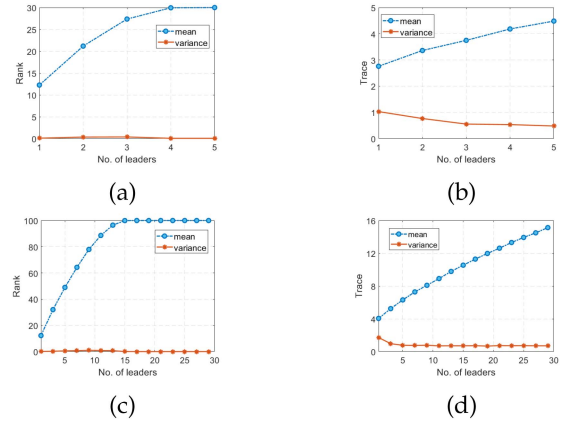 30
25
20
15
10
5
0
Rank
mean
variance
1 2 3 4 5
No. of leaders
(a)
5
4
3
2
1
0
Trace
mean
variance
1 2 3 4 5
No. of leaders
(b)
100
80
60
40
20
0
Rank
mean
variance
5 10 15 20 25 30
No. of leaders
(c)
16
12
8
4
0
Trace
mean
variance
5 10 15 20 25 30
No. of leaders
(d)